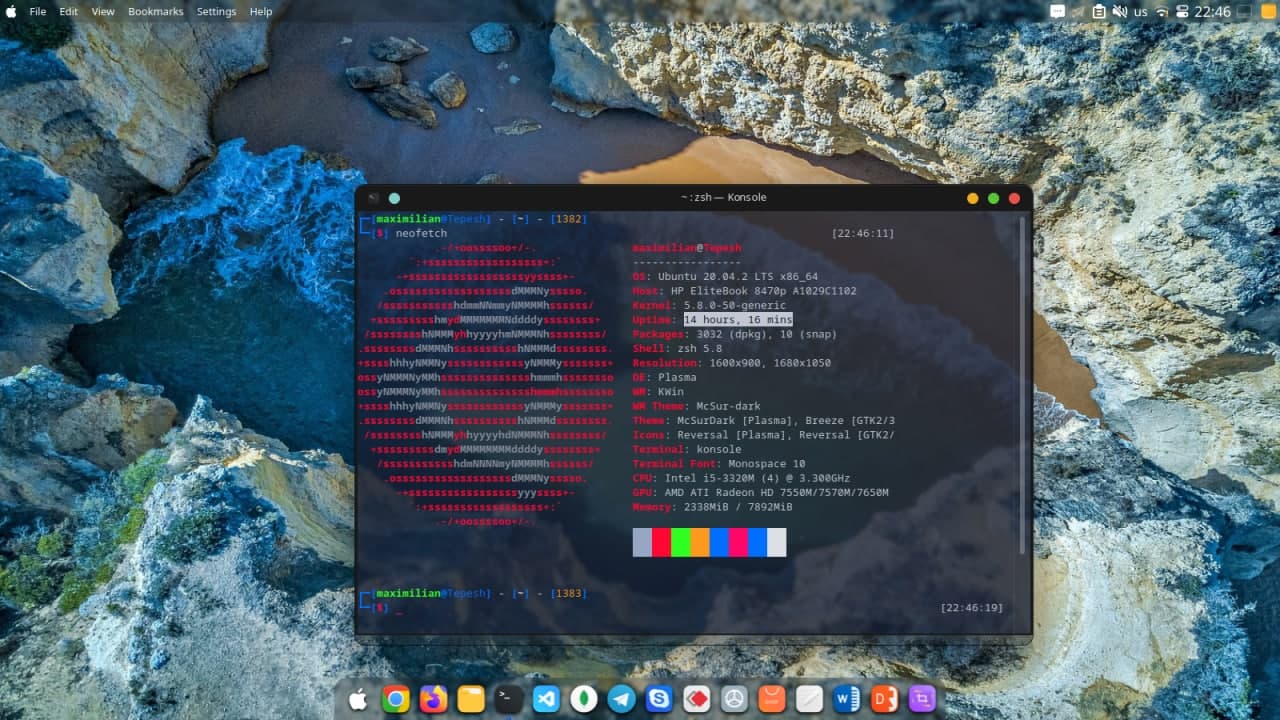 File Edit View Bookmarks Settings Help
us 22:46
~ : zsh — Konsole
┌[maximilian@Tepesh] - [~] - [1382]
└[$] neofetch [22:46:11]
.-/+oossssoo+/-.
`:+ssssssssssssssssss+:`
-+ssssssssssssssssssyyssss+-
.ossssssssssssssssssdMMMNysssso.
/ssssssssssshdmmNNmmyNMMMMhssssss/
+ssssssssshmydMMMMMMMNddddyssssssss+
/sssssssshNMMMyhhyyyyhmNMMMNhssssssss/
.ssssssssdMMMNhsssssssssshNMMMdssssssss.
+sssshhhyNMMNyssssssssssssyNMMMysssssss+
ossyNMMMNyMMhsssssssssssssshmmmhssssssso
ossyNMMMNyMMhsssssssssssssshmmmhssssssso
+sssshhhyNMMNyssssssssssssyNMMMysssssss+
.ssssssssdMMMNhsssssssssshNMMMdssssssss.
/sssssssshNMMMyhhyyyyhdNMMMNhssssssss/
+sssssssssdmydMMMMMMMMddddyssssssss+
/ssssssssssshdmNNNNmyNMMMMhssssss/
.ossssssssssssssssssdMMMNysssso.
-+sssssssssssssssssyyyssss+-
`:+ssssssssssssssssss+:`
.-/+oossssoo+/-.
maximilian@Tepesh
-----------------
OS: Ubuntu 20.04.2 LTS x86_64
Host: HP EliteBook 8470p A1029C1102
Kernel: 5.8.0-50-generic
Uptime: 14 hours, 16 mins
Packages: 3032 (dpkg), 10 (snap)
Shell: zsh 5.8
Resolution: 1600x900, 1680x1050
DE: Plasma
WM: KWin
WM Theme: McSur-dark
Theme: McSurDark [Plasma], Breeze [GTK2/3
Icons: Reversal [Plasma], Reversal [GTK2/
Terminal: konsole
Terminal Font: Monospace 10
CPU: Intel i5-3320M (4) @ 3.300GHz
GPU: AMD ATI Radeon HD 7550M/7570M/7650M
Memory: 2338MiB / 7892MiB
┌[maximilian@Tepesh] - [~] - [1383]
└[$] _ [22:46:19]
>_ S W D